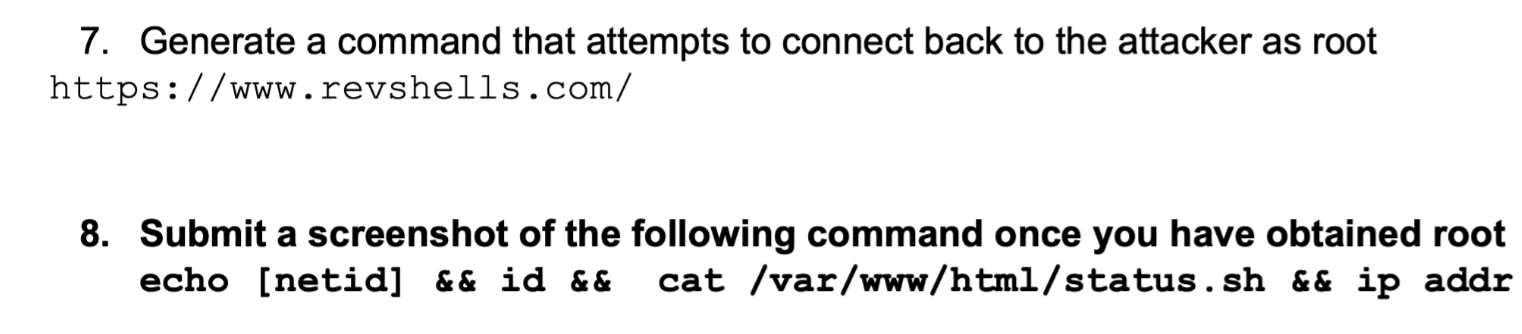 7. Generate a command that attempts to connect back to the attacker as root
https://www.revshells.com/
8. Submit a screenshot of the following command once you have obtained root
echo [netid] && id && cat /var/www/html/status.sh && ip addr